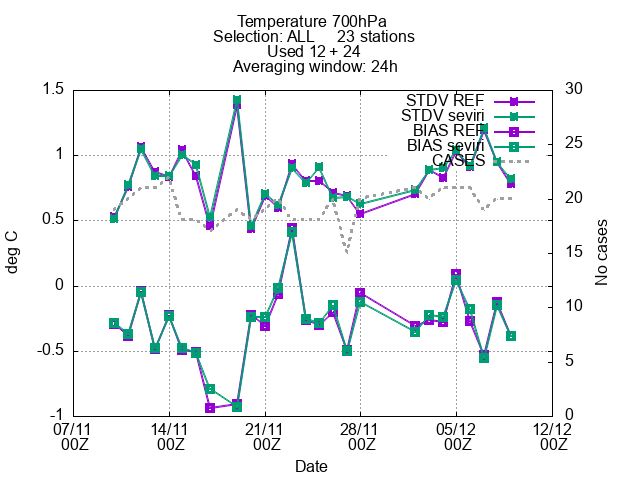 Temperature 700hPa
Selection: ALL 23 stations
Used 12 + 24
Averaging window: 24h
1.5
1
0.5
0
-0.5
-1
deg C
30
25
20
15
10
5
0
No cases
STDV REF
STDV seviri
BIAS REF
BIAS seviri
CASES
07/11 14/11 21/11 28/11 05/12 12/12
00Z 00Z 00Z 00Z 00Z 00Z
Date